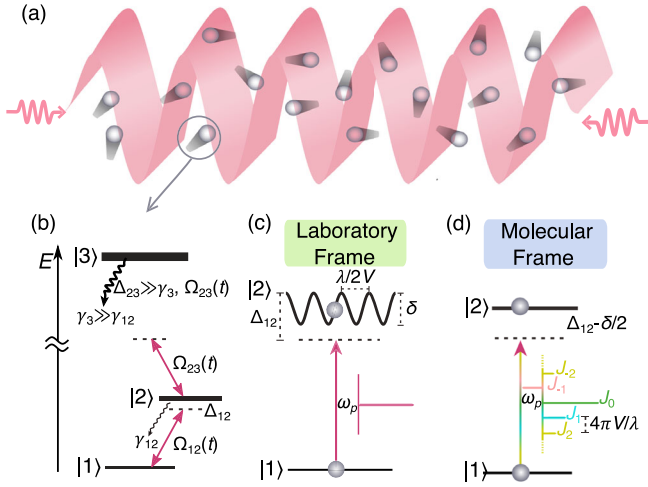 (a)
(b)
|3⟩
E
Δ₂₃≫γ₃, Ω₂₃(t)
γ₃≫γ₁₂
Ω₂₃(t)
|2⟩
Δ₁₂
γ₁₂
Ω₁₂(t)
|1⟩
(c)
Laboratory
Frame
λ/2V
|2⟩
Δ₁₂
δ
ωₚ
|1⟩
(d)
Molecular
Frame
|2⟩
Δ₁₂-δ/2
J₋₂
J₋₁
ωₚ
J₀
J₁
4πV/λ
J₂
|1⟩